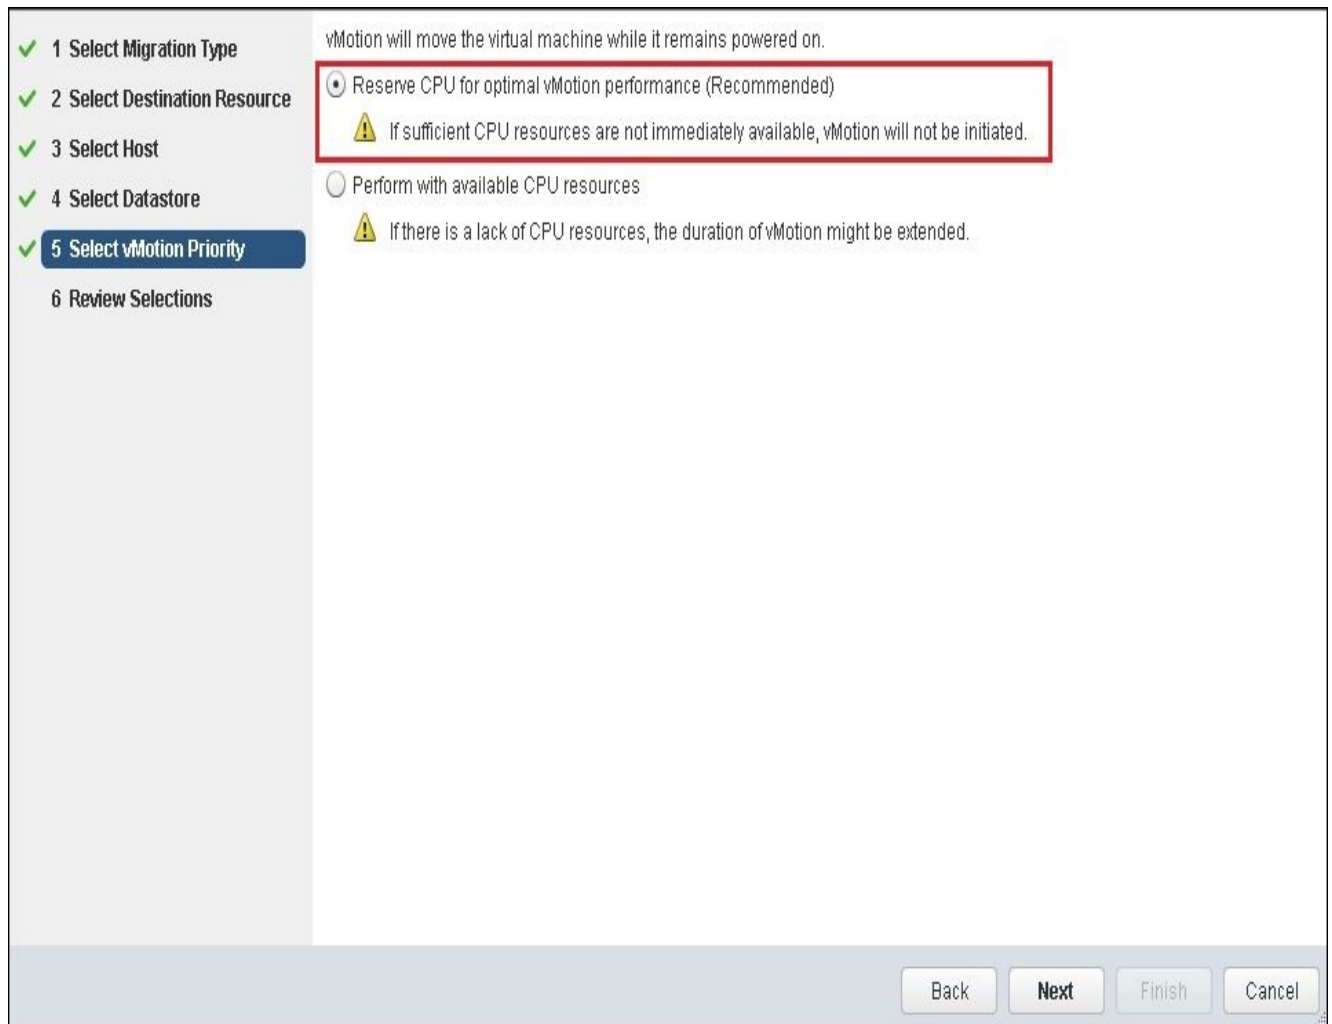 1 Select Migration Type
2 Select Destination Resource
3 Select Host
4 Select Datastore
5 Select vMotion Priority
6 Review Selections
vMotion will move the virtual machine while it remains powered on.
Reserve CPU for optimal vMotion performance (Recommended)
If sufficient CPU resources are not immediately available, vMotion will not be initiated.
Perform with available CPU resources
If there is a lack of CPU resources, the duration of vMotion might be extended.
Back Next Finish Cancel